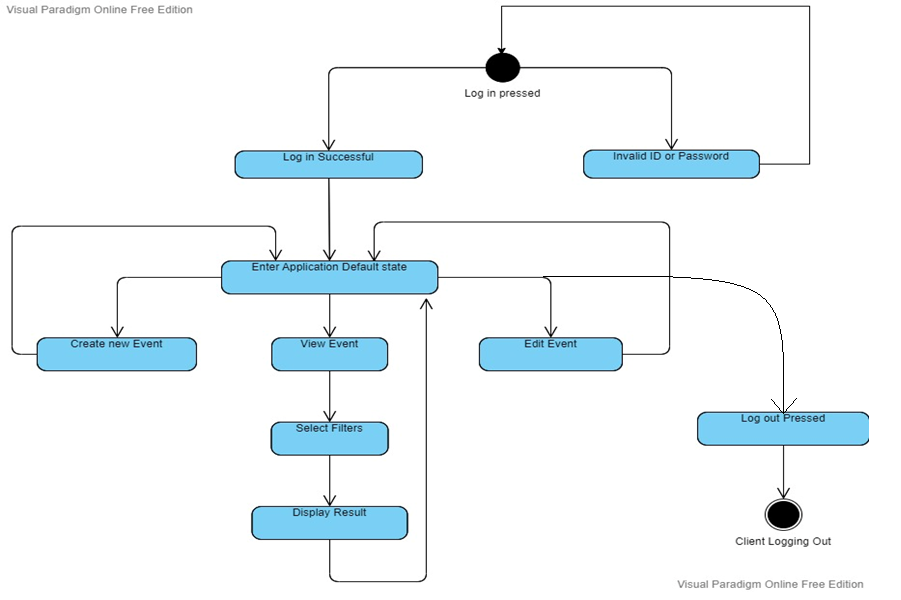 Visual Paradigm Online Free Edition
Log in pressed
Log in Successful
Invalid ID or Password
Enter Application Default state
Create new Event
View Event
Edit Event
Select Filters
Log out Pressed
Display Result
Client Logging Out
Visual Paradigm Online Free Edition